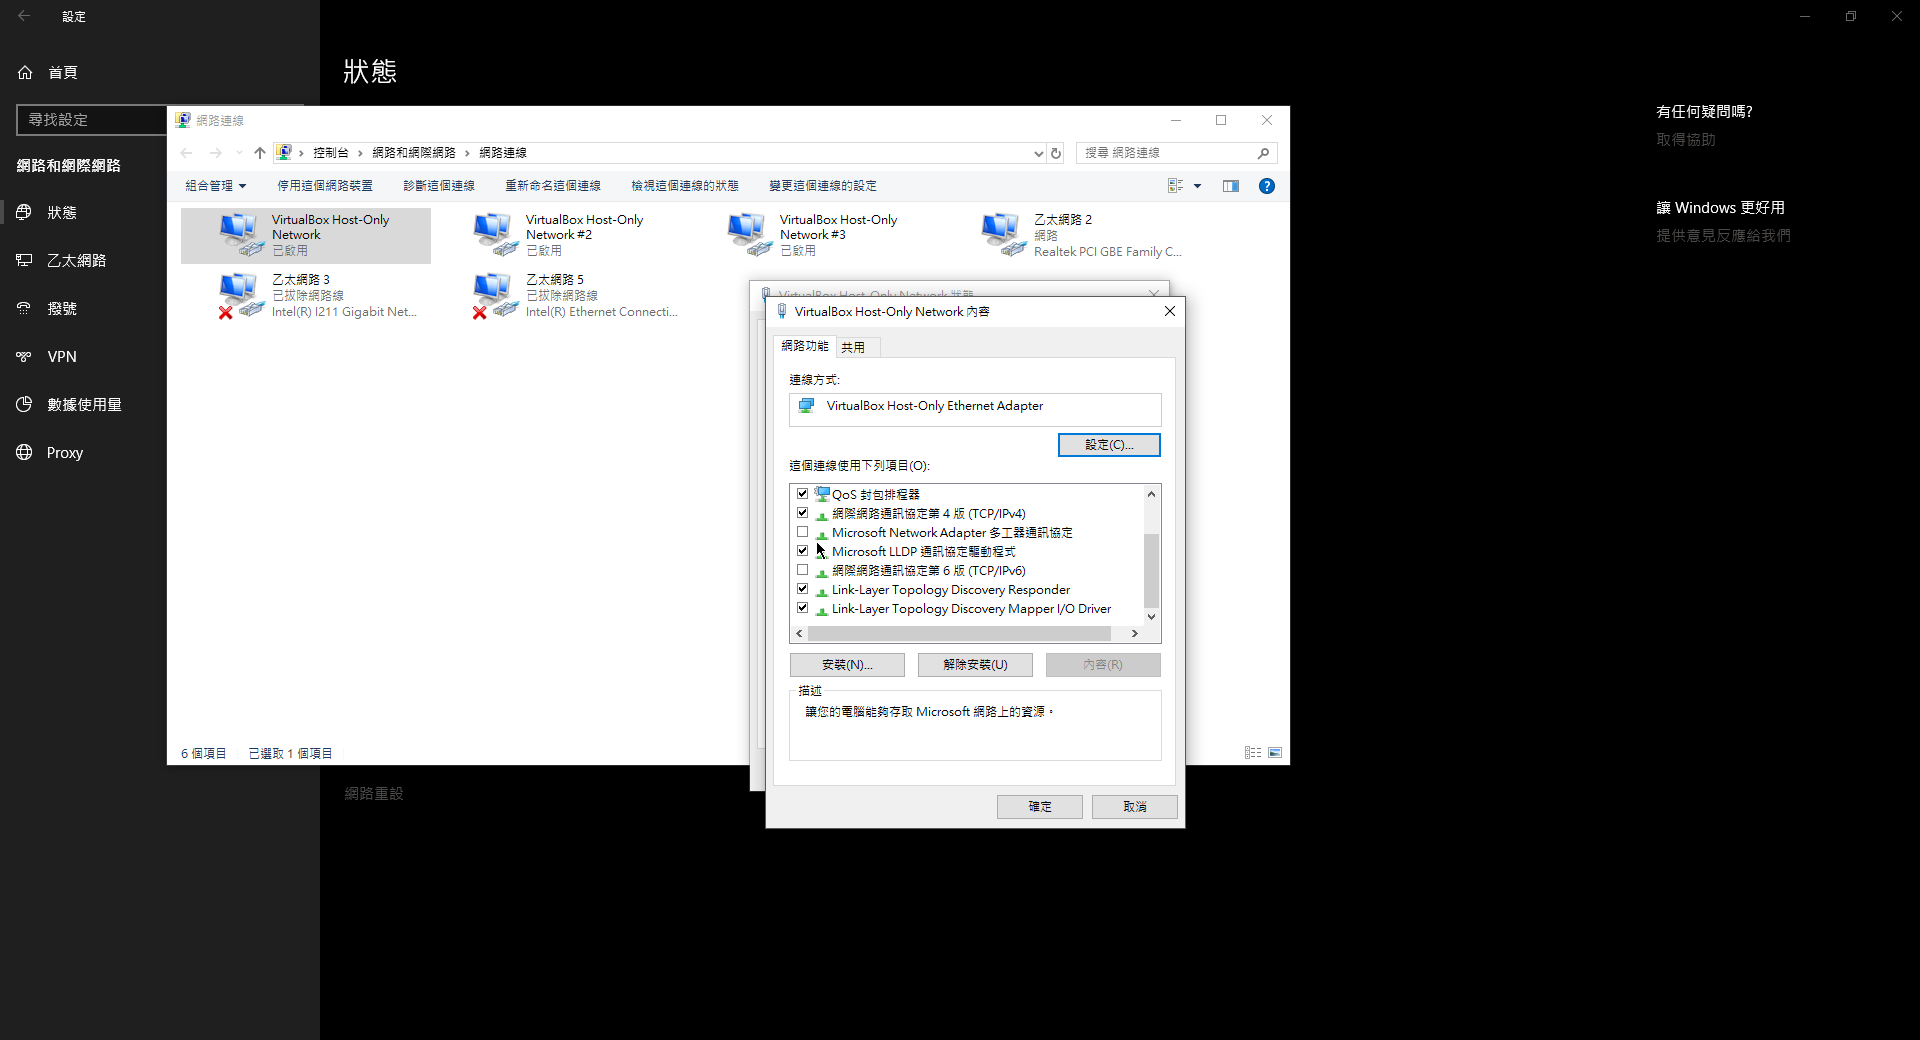 設定
首頁
尋找設定
網路和網際網路
狀態
乙太網路
撥號
VPN
數據使用量
Proxy
狀態
網路連線
控制台 › 網路和網際網路 › 網路連線
搜尋 網路連線
組合管理
停用這個網路裝置
診斷這個連線
重新命名這個連線
檢視這個連線的狀態
變更這個連線的設定
VirtualBox Host-Only
Network
已啟用
VirtualBox Host-Only
Network #2
已啟用
VirtualBox Host-Only
Network #3
已啟用
乙太網路 2
網路
Realtek PCI GBE Family C...
乙太網路 3
已拔除網路線
Intel(R) I211 Gigabit Net...
乙太網路 5
已拔除網路線
Intel(R) Ethernet Connecti...
VirtualBox Host-Only Network 狀態
VirtualBox Host-Only Network 內容
網路功能
共用
連線方式:
VirtualBox Host-Only Ethernet Adapter
設定(C)...
這個連線使用下列項目(O):
QoS 封包排程器
網際網路通訊協定第 4 版 (TCP/IPv4)
Microsoft Network Adapter 多工器通訊協定
Microsoft LLDP 通訊協定驅動程式
網際網路通訊協定第 6 版 (TCP/IPv6)
Link-Layer Topology Discovery Responder
Link-Layer Topology Discovery Mapper I/O Driver
安裝(N)...
解除安裝(U)
內容(R)
描述
讓您的電腦能夠存取 Microsoft 網路上的資源。
確定
取消
6 個項目
已選取 1 個項目
網路重設
有任何疑問嗎?
取得協助
讓 Windows 更好用
提供意見反應給我們